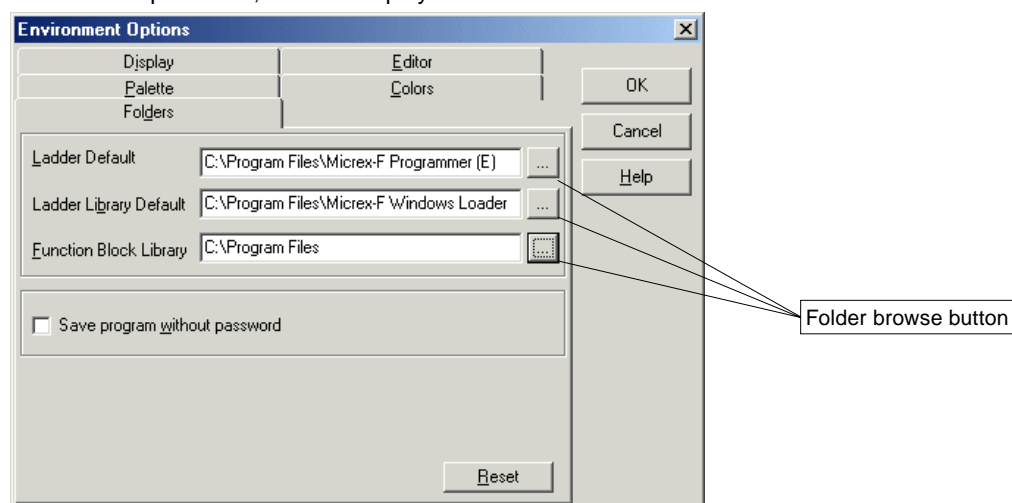 Environment Options
Display
Editor
Palette
Colors
Folders
OK
Cancel
Help
Ladder Default
C:\Program Files\Micrex-F Programmer (E)
...
Ladder Library Default
C:\Program Files\Micrex-F Windows Loader
...
Function Block Library
C:\Program Files
...
Folder browse button
Save program without password
Reset